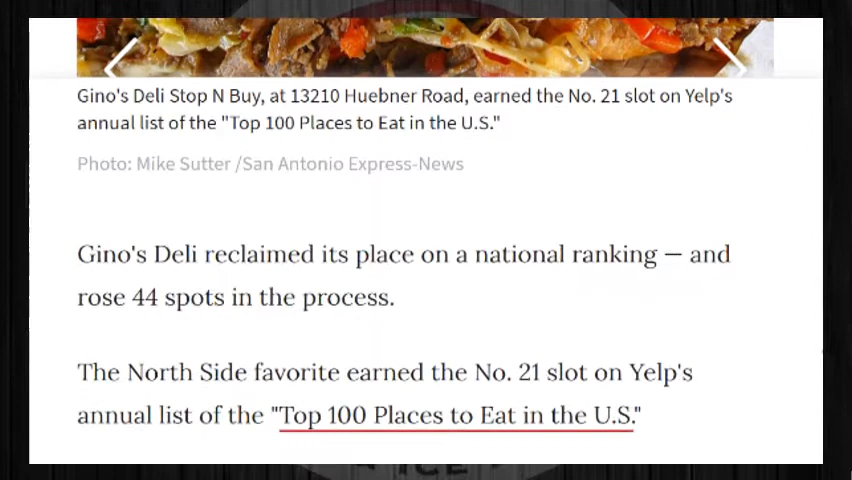 Gino's Deli Stop N Buy, at 13210 Huebner Road, earned the No. 21 slot on Yelp's
annual list of the "Top 100 Places to Eat in the U.S."
Photo: Mike Sutter /San Antonio Express-News
Gino's Deli reclaimed its place on a national ranking — and
rose 44 spots in the process.
The North Side favorite earned the No. 21 slot on Yelp's
annual list of the "Top 100 Places to Eat in the U.S."